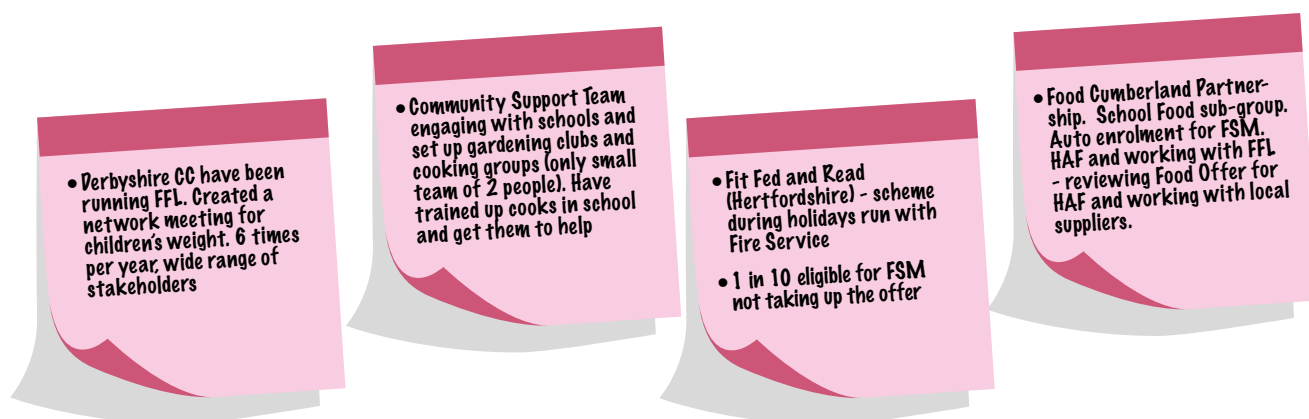 • Derbyshire CC have been
running FFL. Created a
network meeting for
children's weight. 6 times
per year, wide range of
stakeholders
• Community Support Team
engaging with schools and
set up gardening clubs and
cooking groups (only small
team of 2 people). Have
trained up cooks in school
and get them to help
• Fit Fed and Read
(Hertfordshire) - scheme
during holidays run with
Fire Service
• 1 in 10 eligible for FSM
not taking up the offer
• Food Cumberland Partner-
ship. School Food sub-group.
Auto enrolment for FSM.
HAF and working with FFL
- reviewing Food Offer for
HAF and working with local
suppliers.